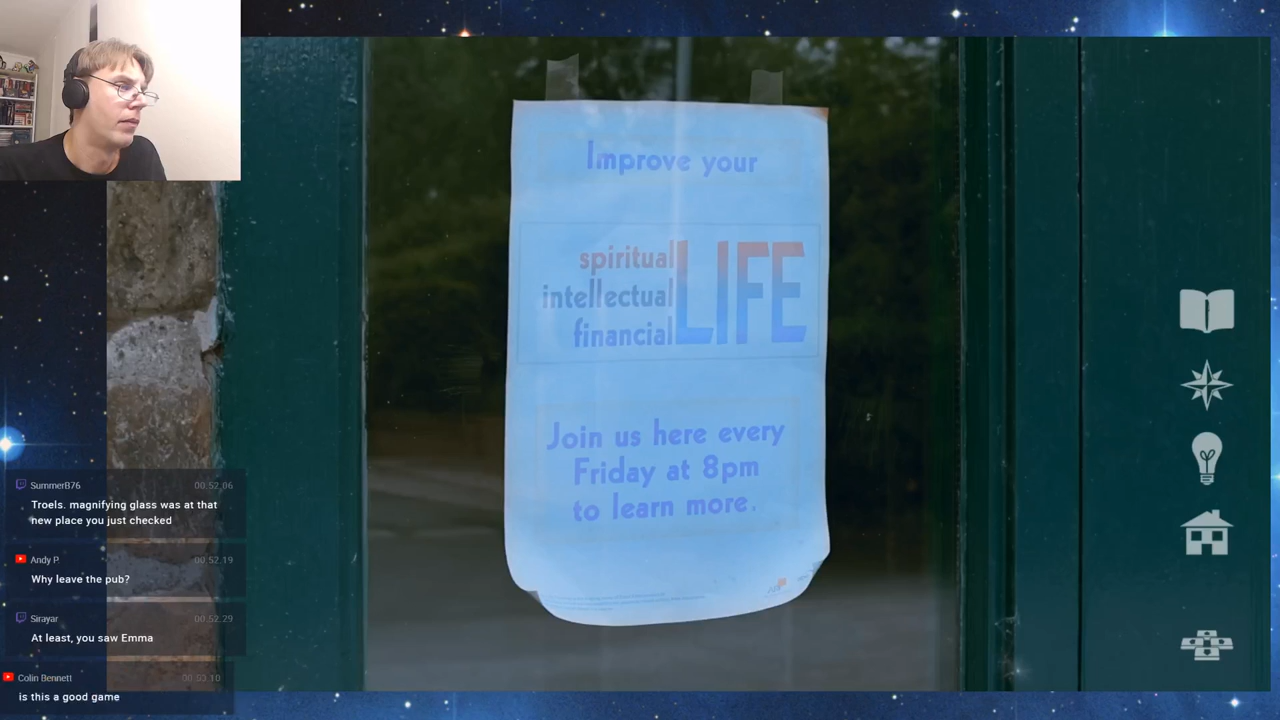 Improve your
spiritual
intellectual
financial
LIFE
Join us here every
Friday at 8pm
to learn more.
SummerB76 00:52:06
Troels. magnifying glass was at that
new place you just checked
Andy P 00:52:19
Why leave the pub?
Sirayar 00:52:29
At least, you saw Emma
Colin Bennett 00:53:10
is this a good game